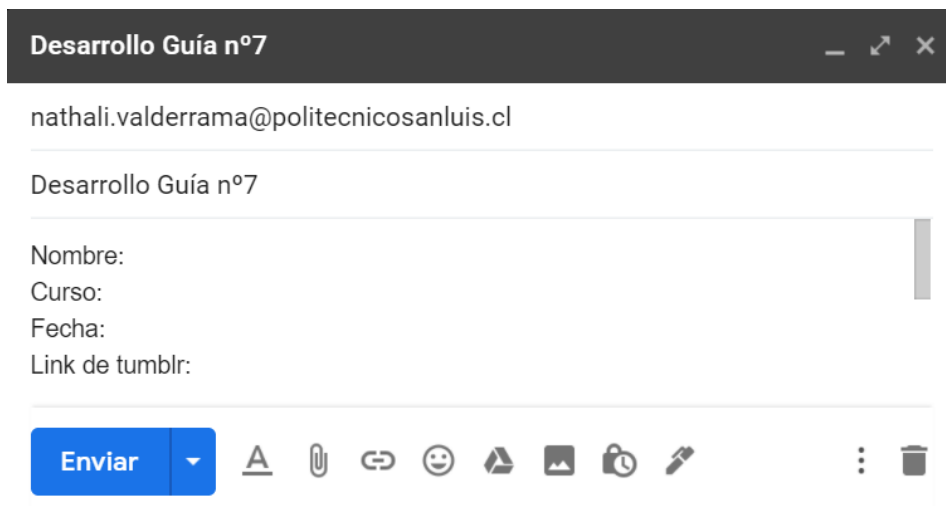 Desarrollo Guía nº7
nathali.valderrama@politecnicosanluis.cl
Desarrollo Guía nº7
Nombre:
Curso:
Fecha:
Link de tumblr:
Enviar